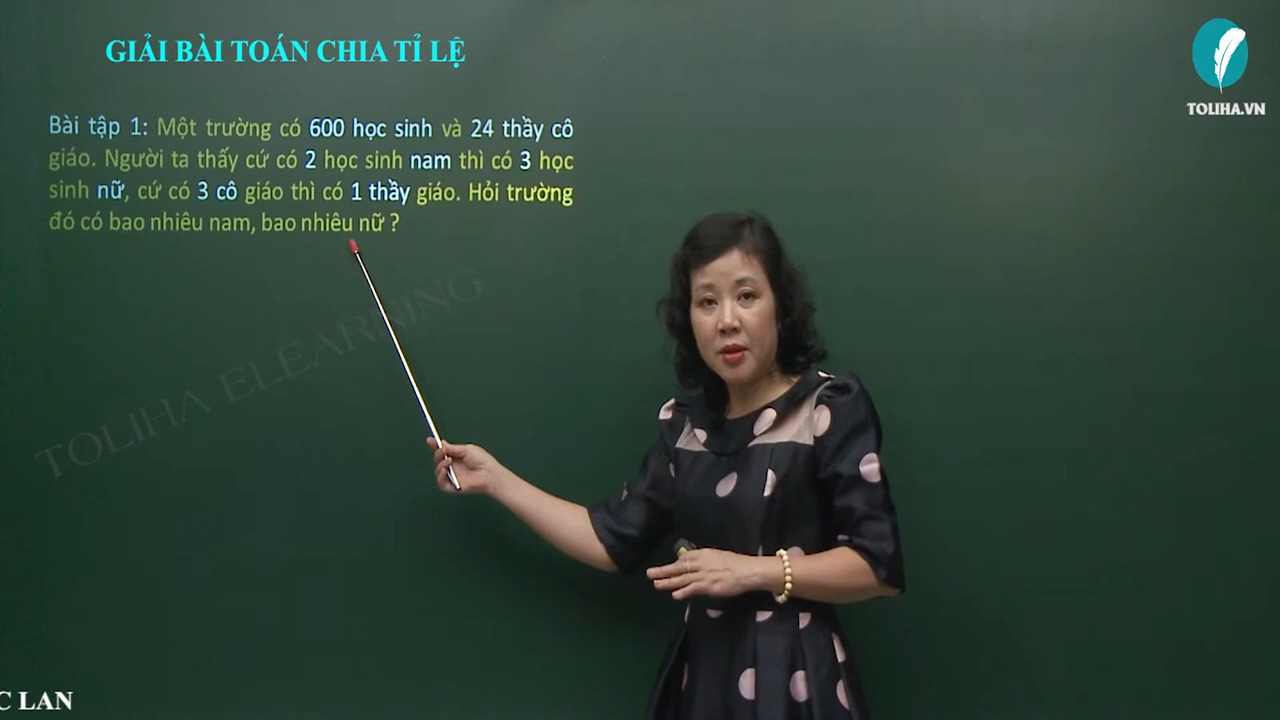 GIẢI BÀI TOÁN CHIA TỈ LỆ
TOLIHA.VN
Bài tập 1: Một trường có 600 học sinh và 24 thầy cô
giáo. Người ta thấy cứ có 2 học sinh nam thì có 3 học
sinh nữ, cứ có 3 cô giáo thì có 1 thầy giáo. Hỏi trường
đó có bao nhiêu nam, bao nhiêu nữ ?
TOLIHA ELEARNING
C LAN